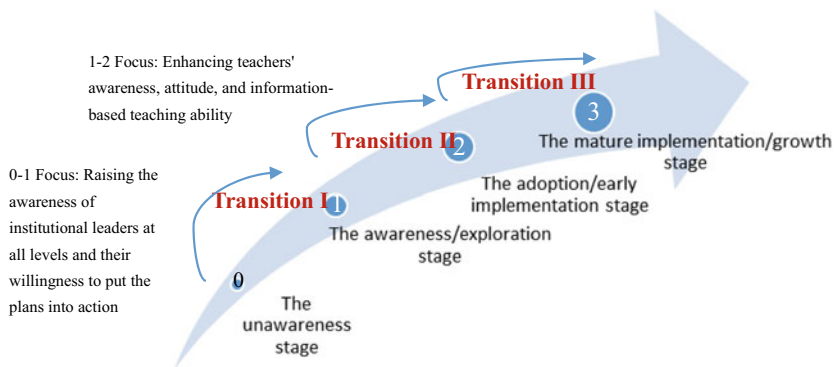 1-2 Focus: Enhancing teachers'
awareness, attitude, and information-
based teaching ability
Transition III
3
The mature implementation/growth
stage
Transition II
2
The adoption/early
implementation stage
0-1 Focus: Raising the
awareness of
institutional leaders at
all levels and their
willingness to put the
plans into action
Transition I
1
The awareness/exploration
stage
0
The
unawareness
stage